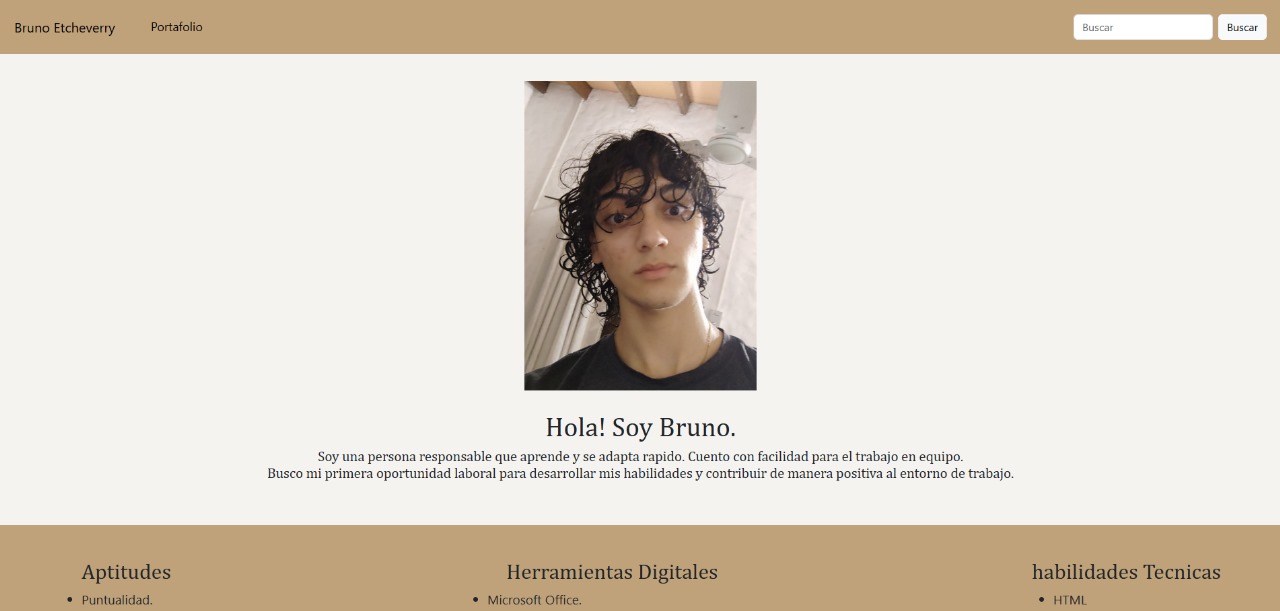 Bruno Etcheverry
Portafolio
Buscar
Buscar
Hola! Soy Bruno.
Soy una persona responsable que aprende y se adapta rapido. Cuento con facilidad para el trabajo en equipo.
Busco mi primera oportunidad laboral para desarrollar mis habilidades y contribuir de manera positiva al entorno de trabajo.
Aptitudes
Puntualidad.
Herramientas Digitales
Microsoft Office.
habilidades Tecnicas
HTML